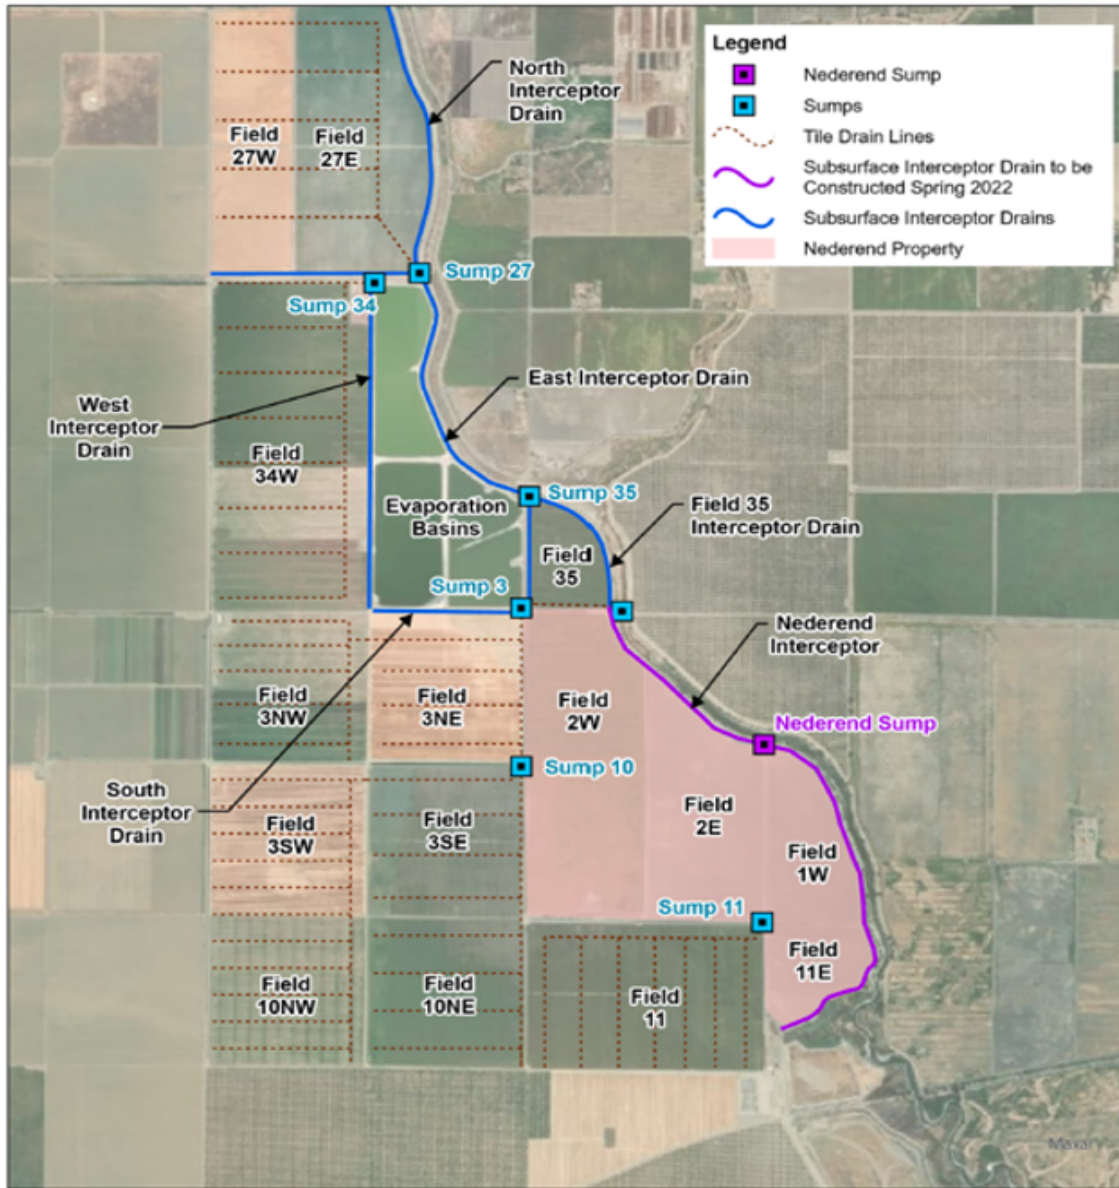 Legend
Nederend Sump
Sumps
Tile Drain Lines
Subsurface Interceptor Drain to be
Constructed Spring 2022
Subsurface Interceptor Drains
Nederend Property
North
Interceptor
Drain
Field
27W
Field
27E
Sump 27
Sump 34
East Interceptor Drain
West
Interceptor
Drain
Field
34W
Evaporation
Basins
Sump 35
Field 35
Interceptor Drain
Field
35
Sump 3
Nederend
Interceptor
Field
3NW
Field
3NE
Field
2W
Nederend Sump
Sump 10
South
Interceptor
Drain
Field
3SW
Field
3SE
Field
2E
Field
1W
Sump 11
Field
11E
Field
10NW
Field
10NE
Field
11
Maxar